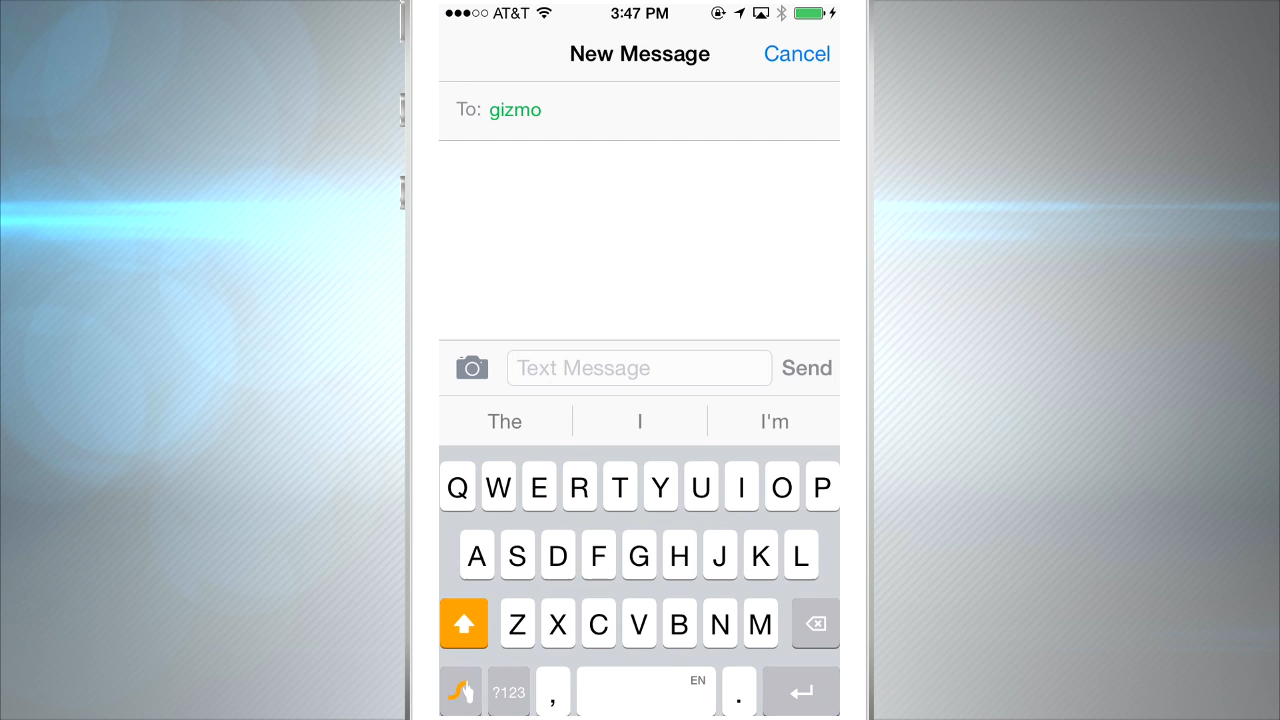 AT&T 3:47 PM
New Message Cancel
To: gizmo
Text Message Send
The I I'm
Q W E R T Y U I O P
A S D F G H J K L
Z X C V B N M
?123 , EN .